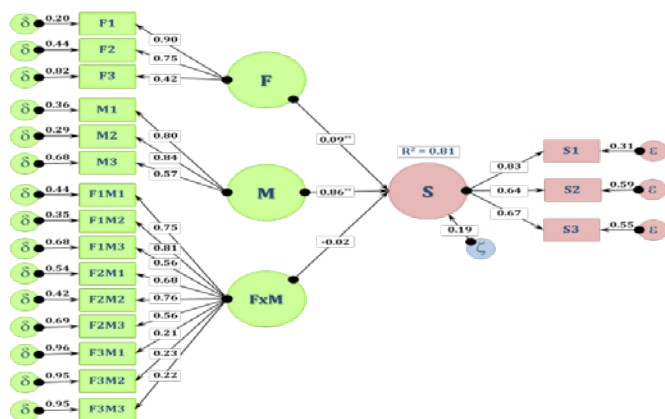 δ 0.20 F1
δ 0.44 F2
δ 0.82 F3
0.90
0.75
0.42
F
δ 0.36 M1
δ 0.29 M2
δ 0.68 M3
0.80
0.84
0.57
M
δ 0.44 F1M1
δ 0.35 F1M2
δ 0.68 F1M3
δ 0.54 F2M1
δ 0.42 F2M2
δ 0.69 F2M3
δ 0.96 F3M1
δ 0.95 F3M2
δ 0.95 F3M3
0.75
0.81
0.56
0.68
0.76
0.56
0.21
0.23
0.22
FxM
0.09**
0.86**
-0.02
R² = 0.81
S
0.19
ζ
0.83
0.64
0.67
S1 0.31 ε
S2 0.59 ε
S3 0.55 ε